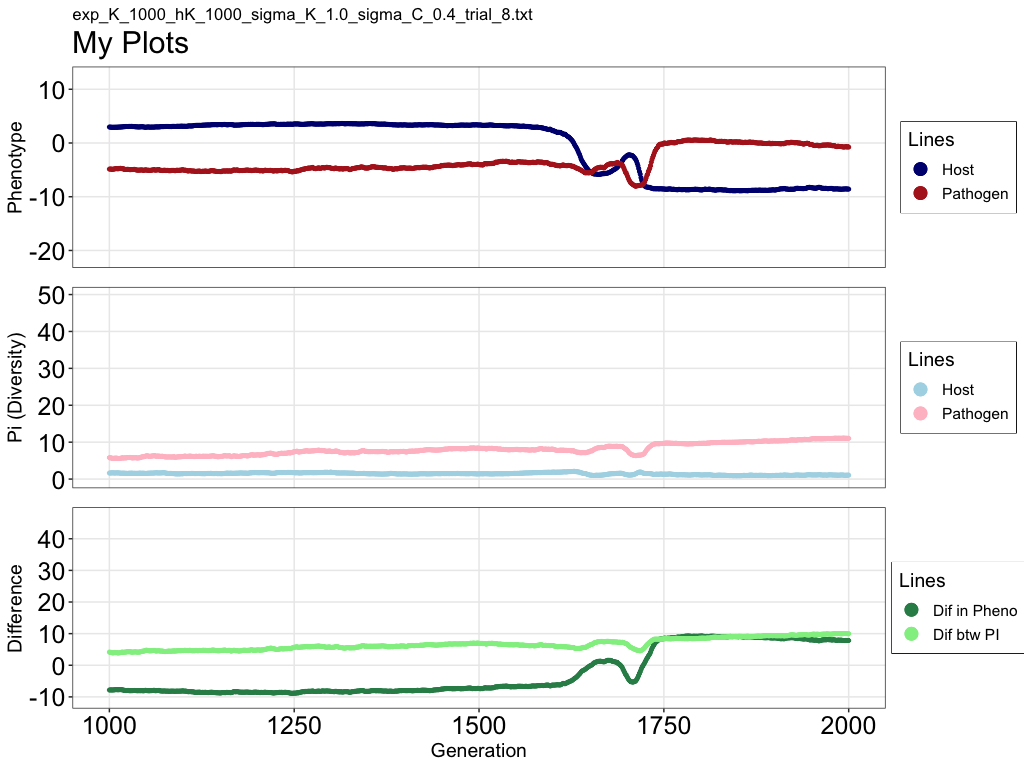 exp_K_1000_hK_1000_sigma_K_1.0_sigma_C_0.4_trial_8.txt
My Plots
Phenotype
10
0
-10
-20
Lines
Host
Pathogen
Pi (Diversity)
50
40
30
20
10
0
Lines
Host
Pathogen
Difference
40
30
20
10
0
-10
Lines
Dif in Pheno
Dif btw PI
1000 1250 1500 1750 2000
Generation